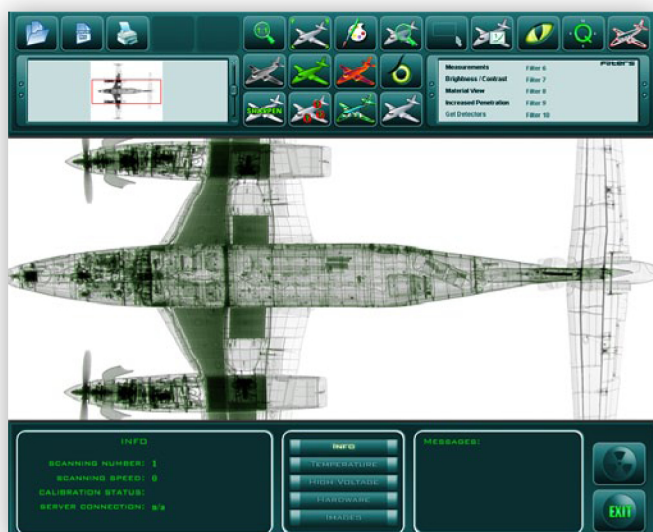 1:1
Filters
Measurements Filter 6
Brightness / Contrast Filter 7
Material View Filter 8
Increased Penetration Filter 9
Get Detectors Filter 10
SHARPEN
INFO
SCANNING NUMBER: 1
SCANNING SPEED: 0
CALIBRATION STATUS:
SERVER CONNECTION: n/a
INFO
TEMPERATURE
HIGH VOLTAGE
HARDWARE
IMAGES
MESSAGES:
EXIT